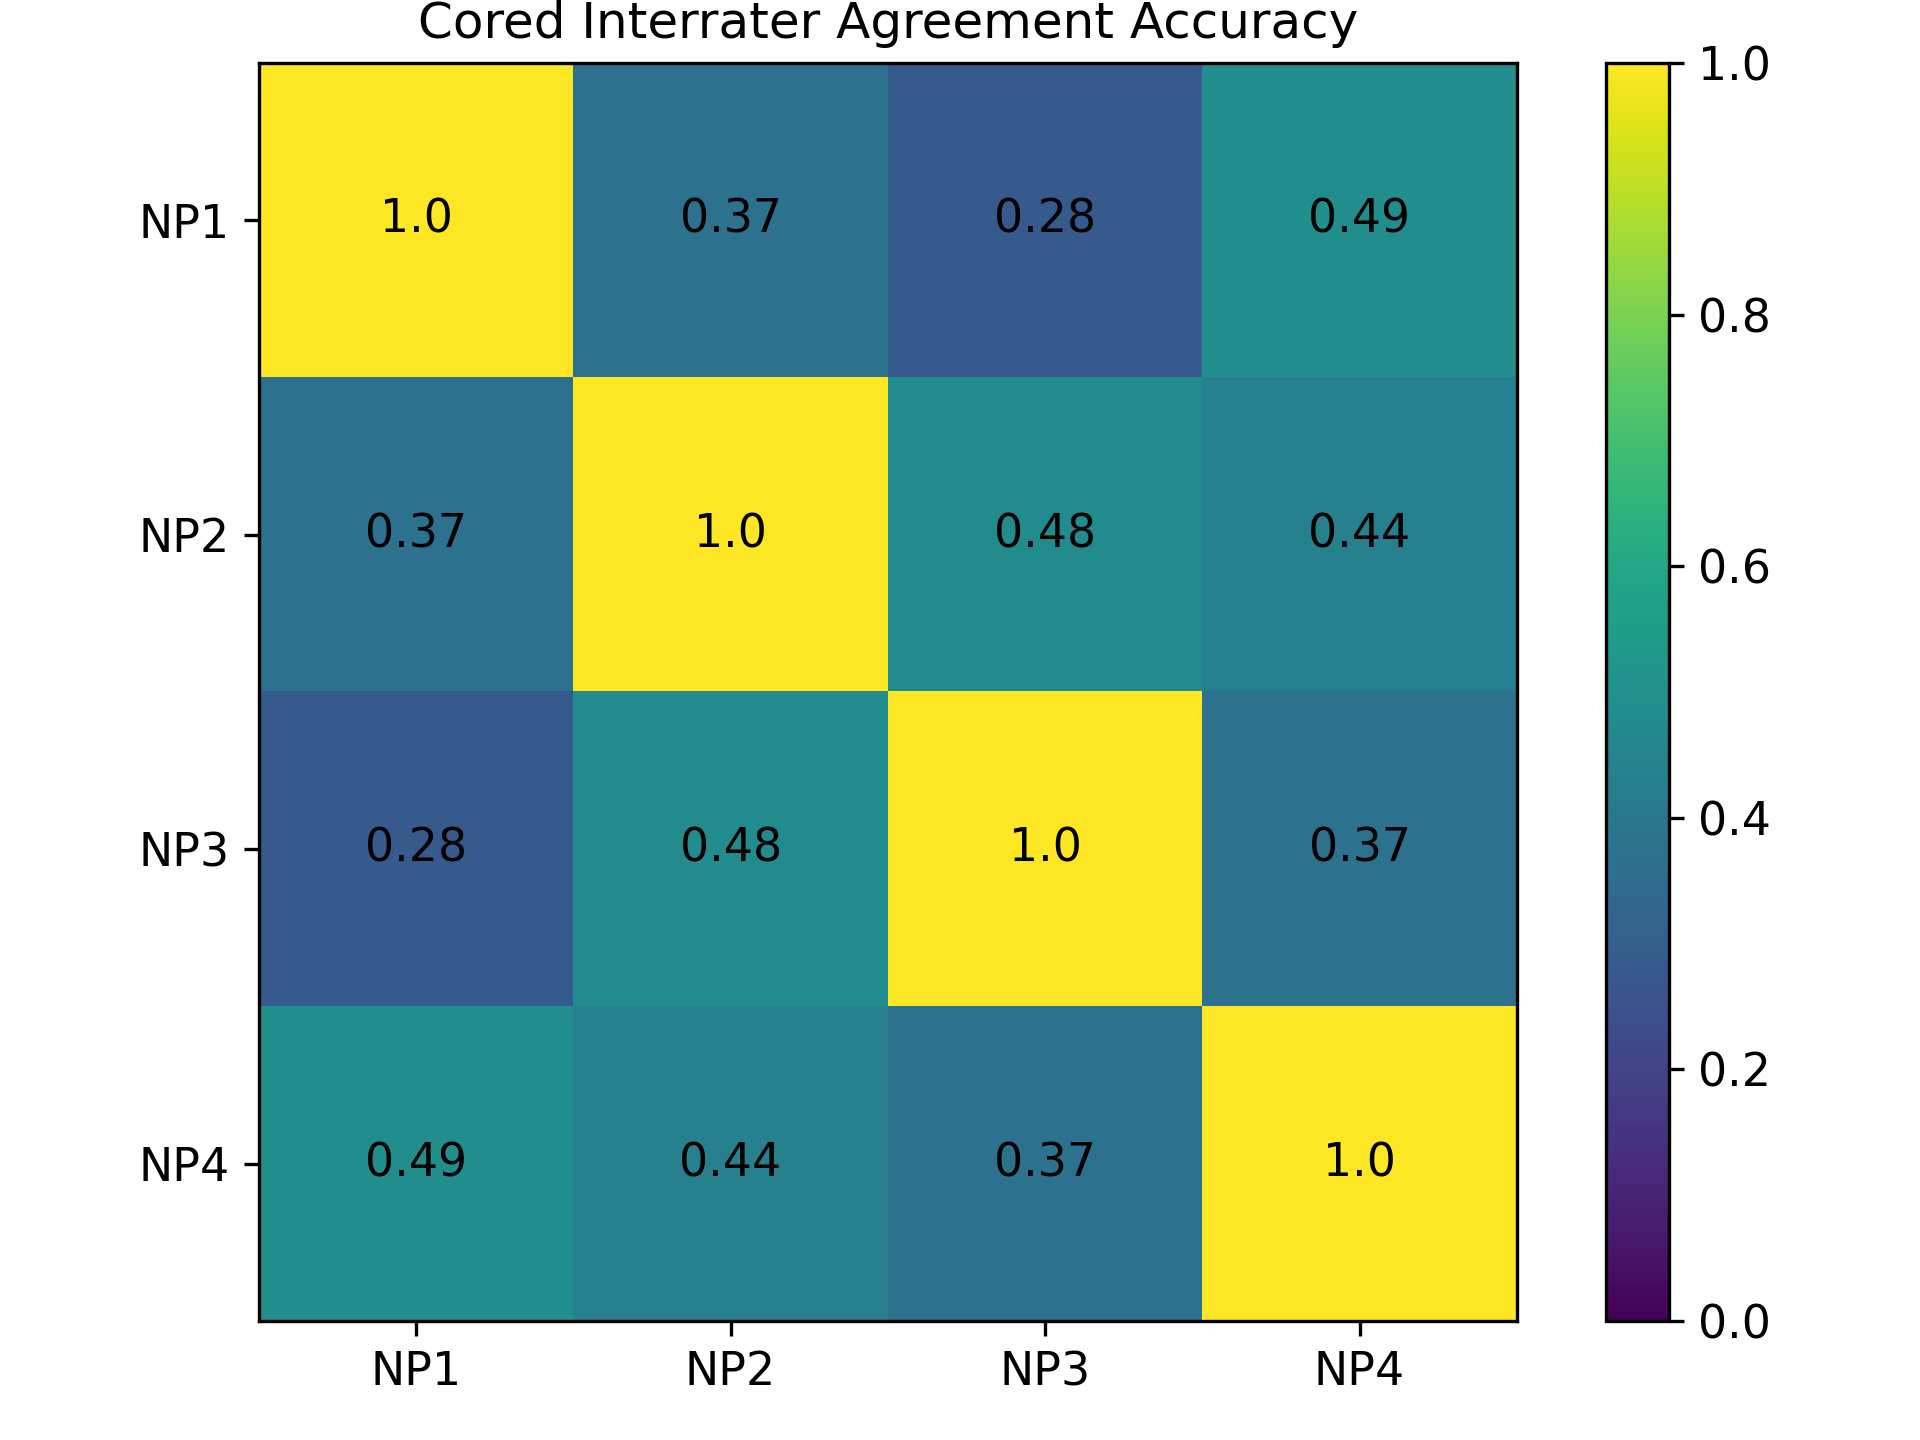 Cored Interrater Agreement Accuracy
NP1 1.0 0.37 0.28 0.49
NP2 0.37 1.0 0.48 0.44
NP3 0.28 0.48 1.0 0.37
NP4 0.49 0.44 0.37 1.0
NP1 NP2 NP3 NP4
1.0
0.8
0.6
0.4
0.2
0.0